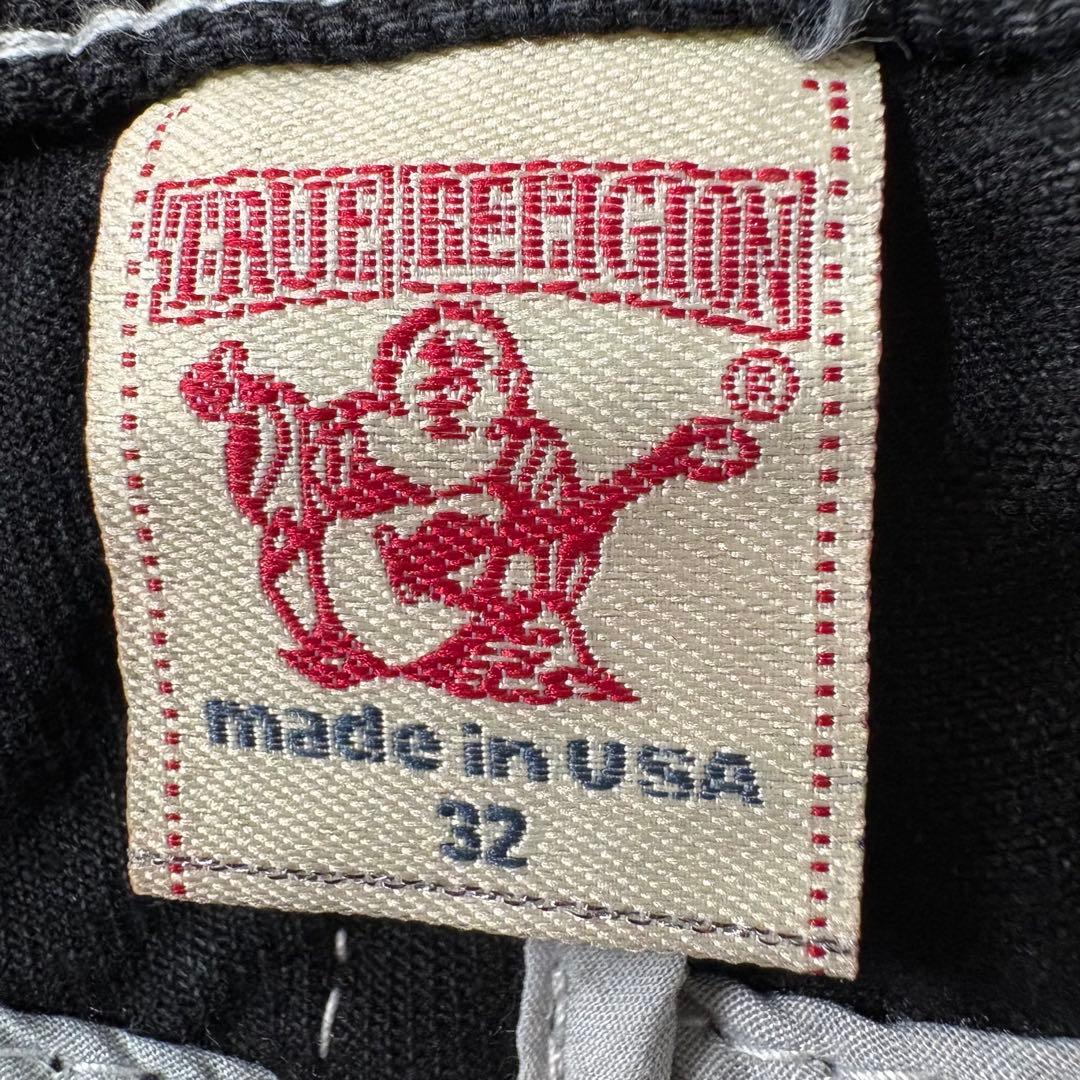 TRUE RELIGION
®
made in USA
32